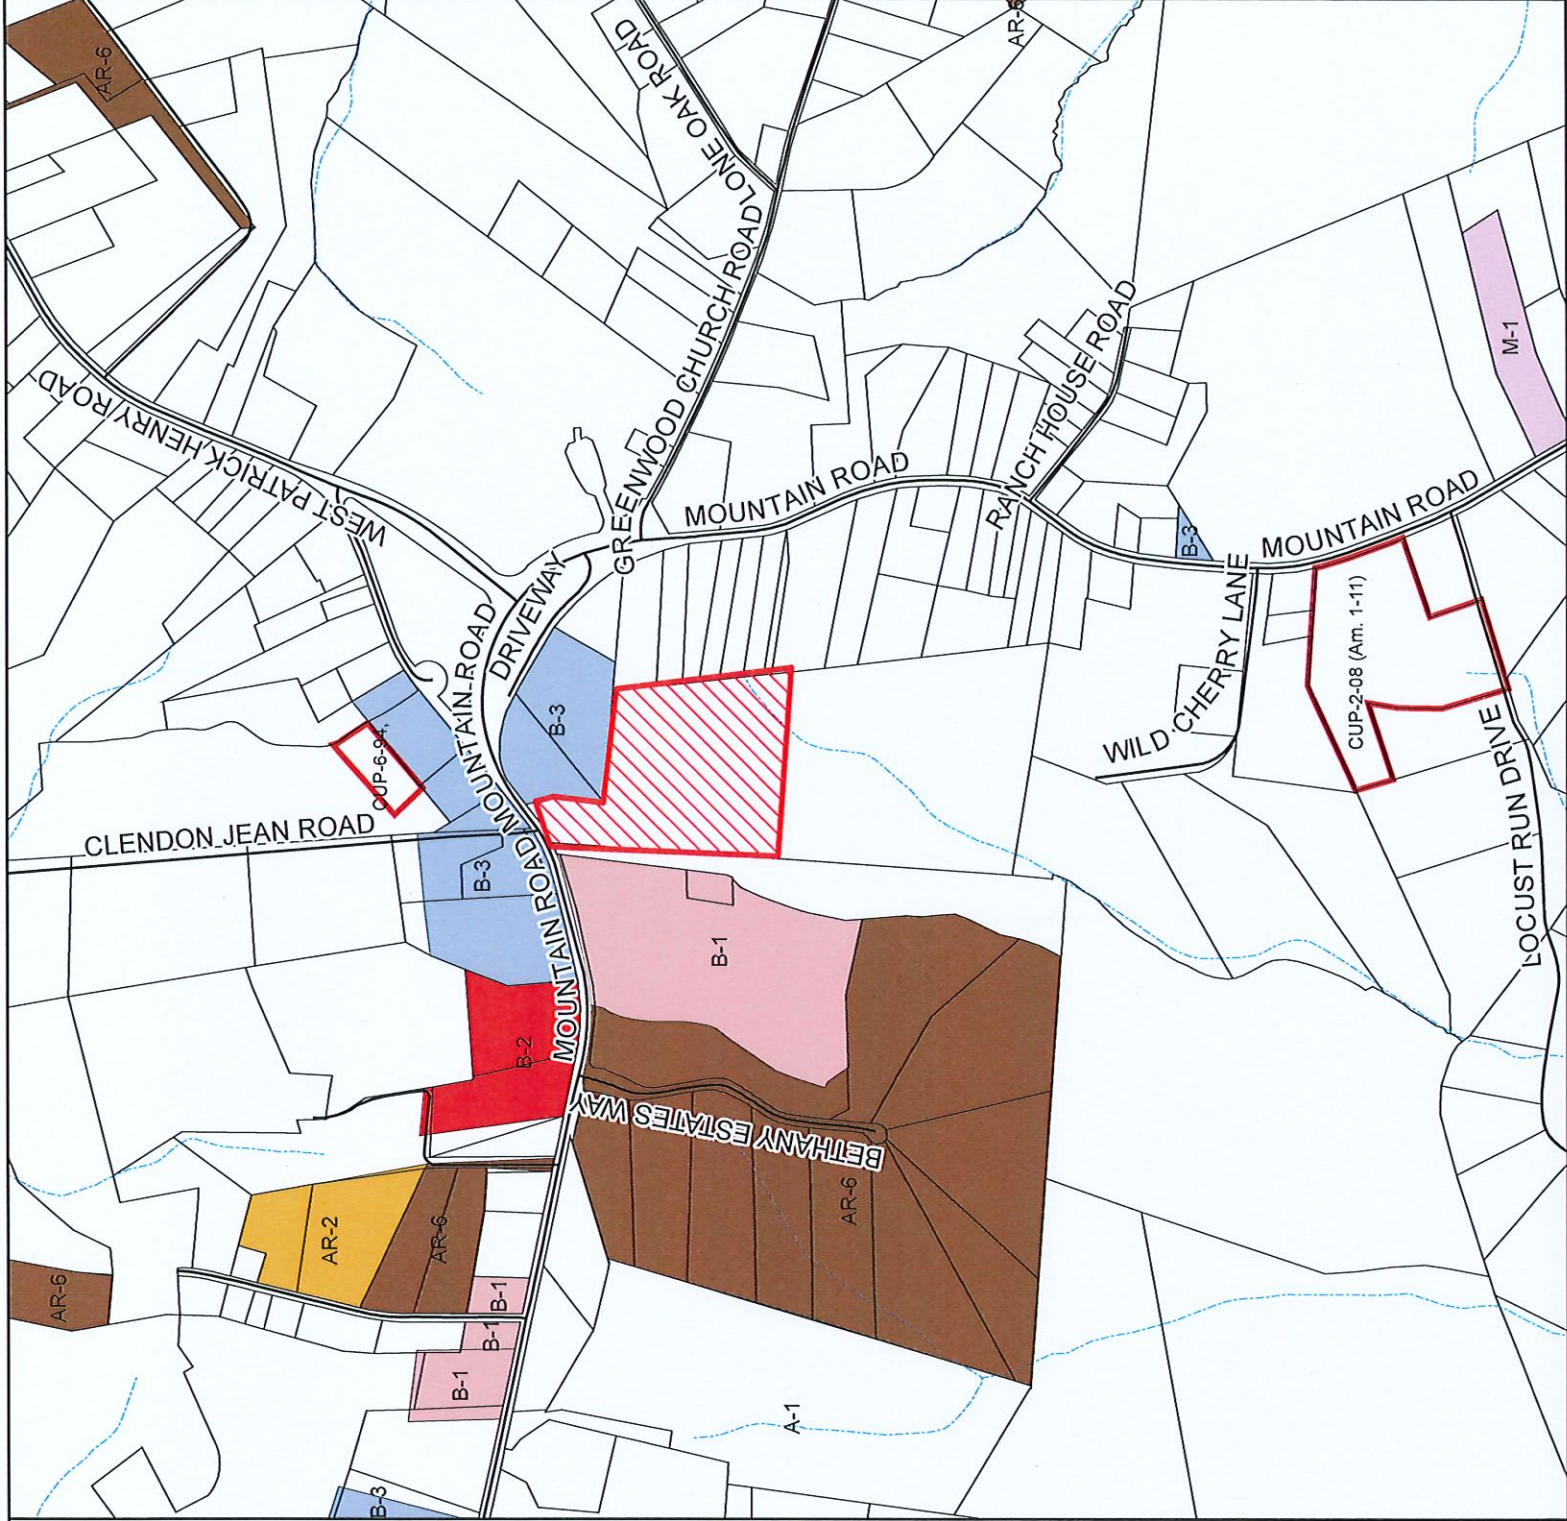 AR-6
AR-6
LONE OAK ROAD
WEST PATRICK HENRY ROAD
GREENWOOD CHURCH ROAD
RANCH HOUSE ROAD
M-1
MOUNTAIN ROAD
MOUNTAIN ROAD
B-3
WILD CHERRY LANE
CUP-2-08 (Am. 1-11)
LOCUST RUN DRIVE
DRIVEWAY
MOUNTAIN ROAD
B-3
CUP-6-94,
CLENDON JEAN ROAD
MOUNTAIN ROAD
B-3
MOUNTAIN ROAD
B-1
B-2
BETHANY ESTATES WAY
AR-6
AR-2
AR-6
AR-6
B-1
B-1
B-1
A-1
B-3